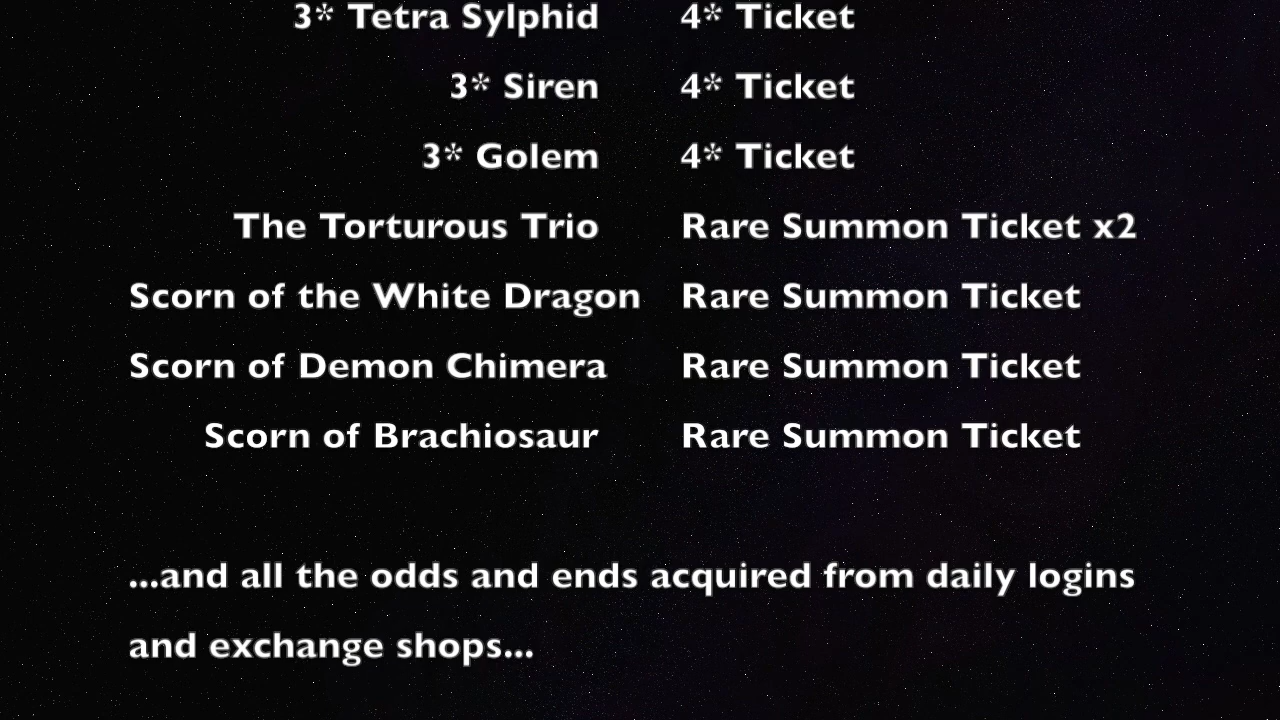 3* Tetra Sylphid 4* Ticket
3* Siren 4* Ticket
3* Golem 4* Ticket
The Torturous Trio Rare Summon Ticket x2
Scorn of the White Dragon Rare Summon Ticket
Scorn of Demon Chimera Rare Summon Ticket
Scorn of Brachiosaur Rare Summon Ticket
...and all the odds and ends acquired from daily logins
and exchange shops...